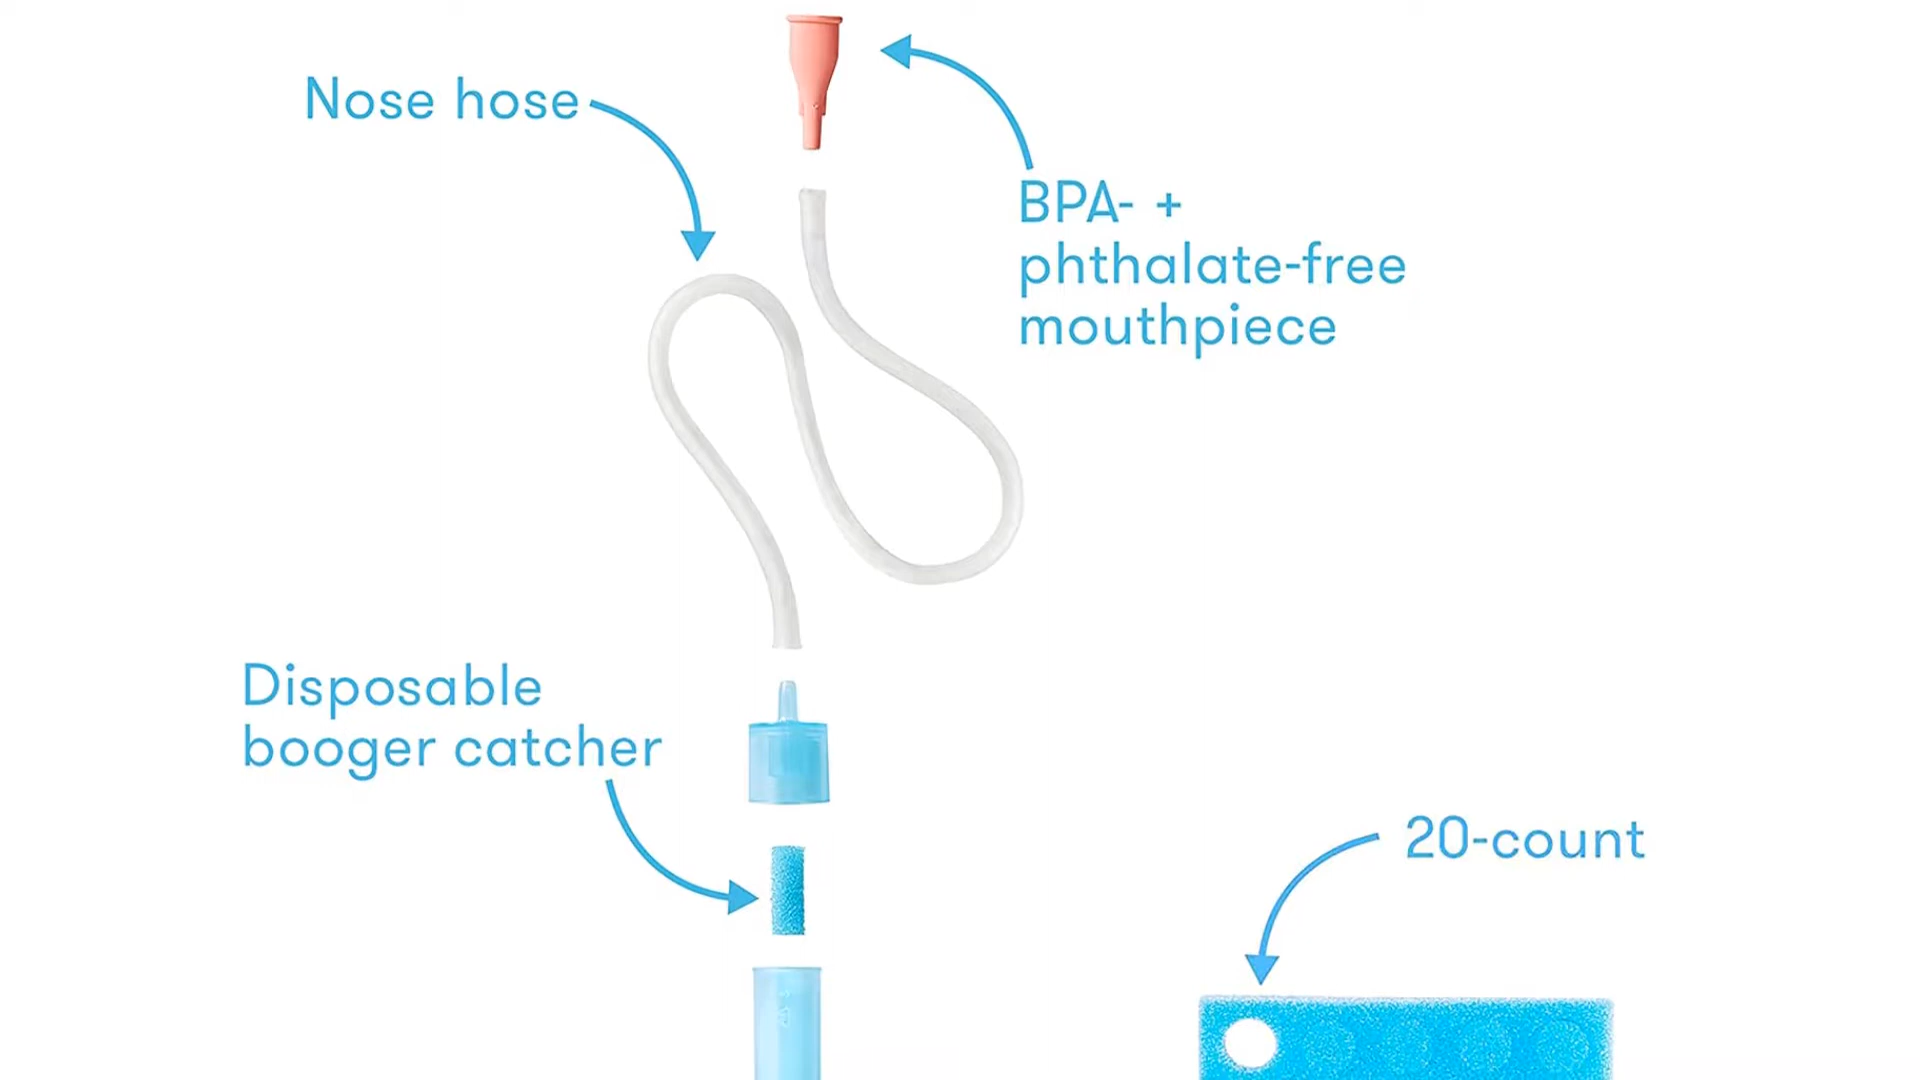 Nose hose
BPA- +
phthalate-free
mouthpiece
Disposable
booger catcher
20-count